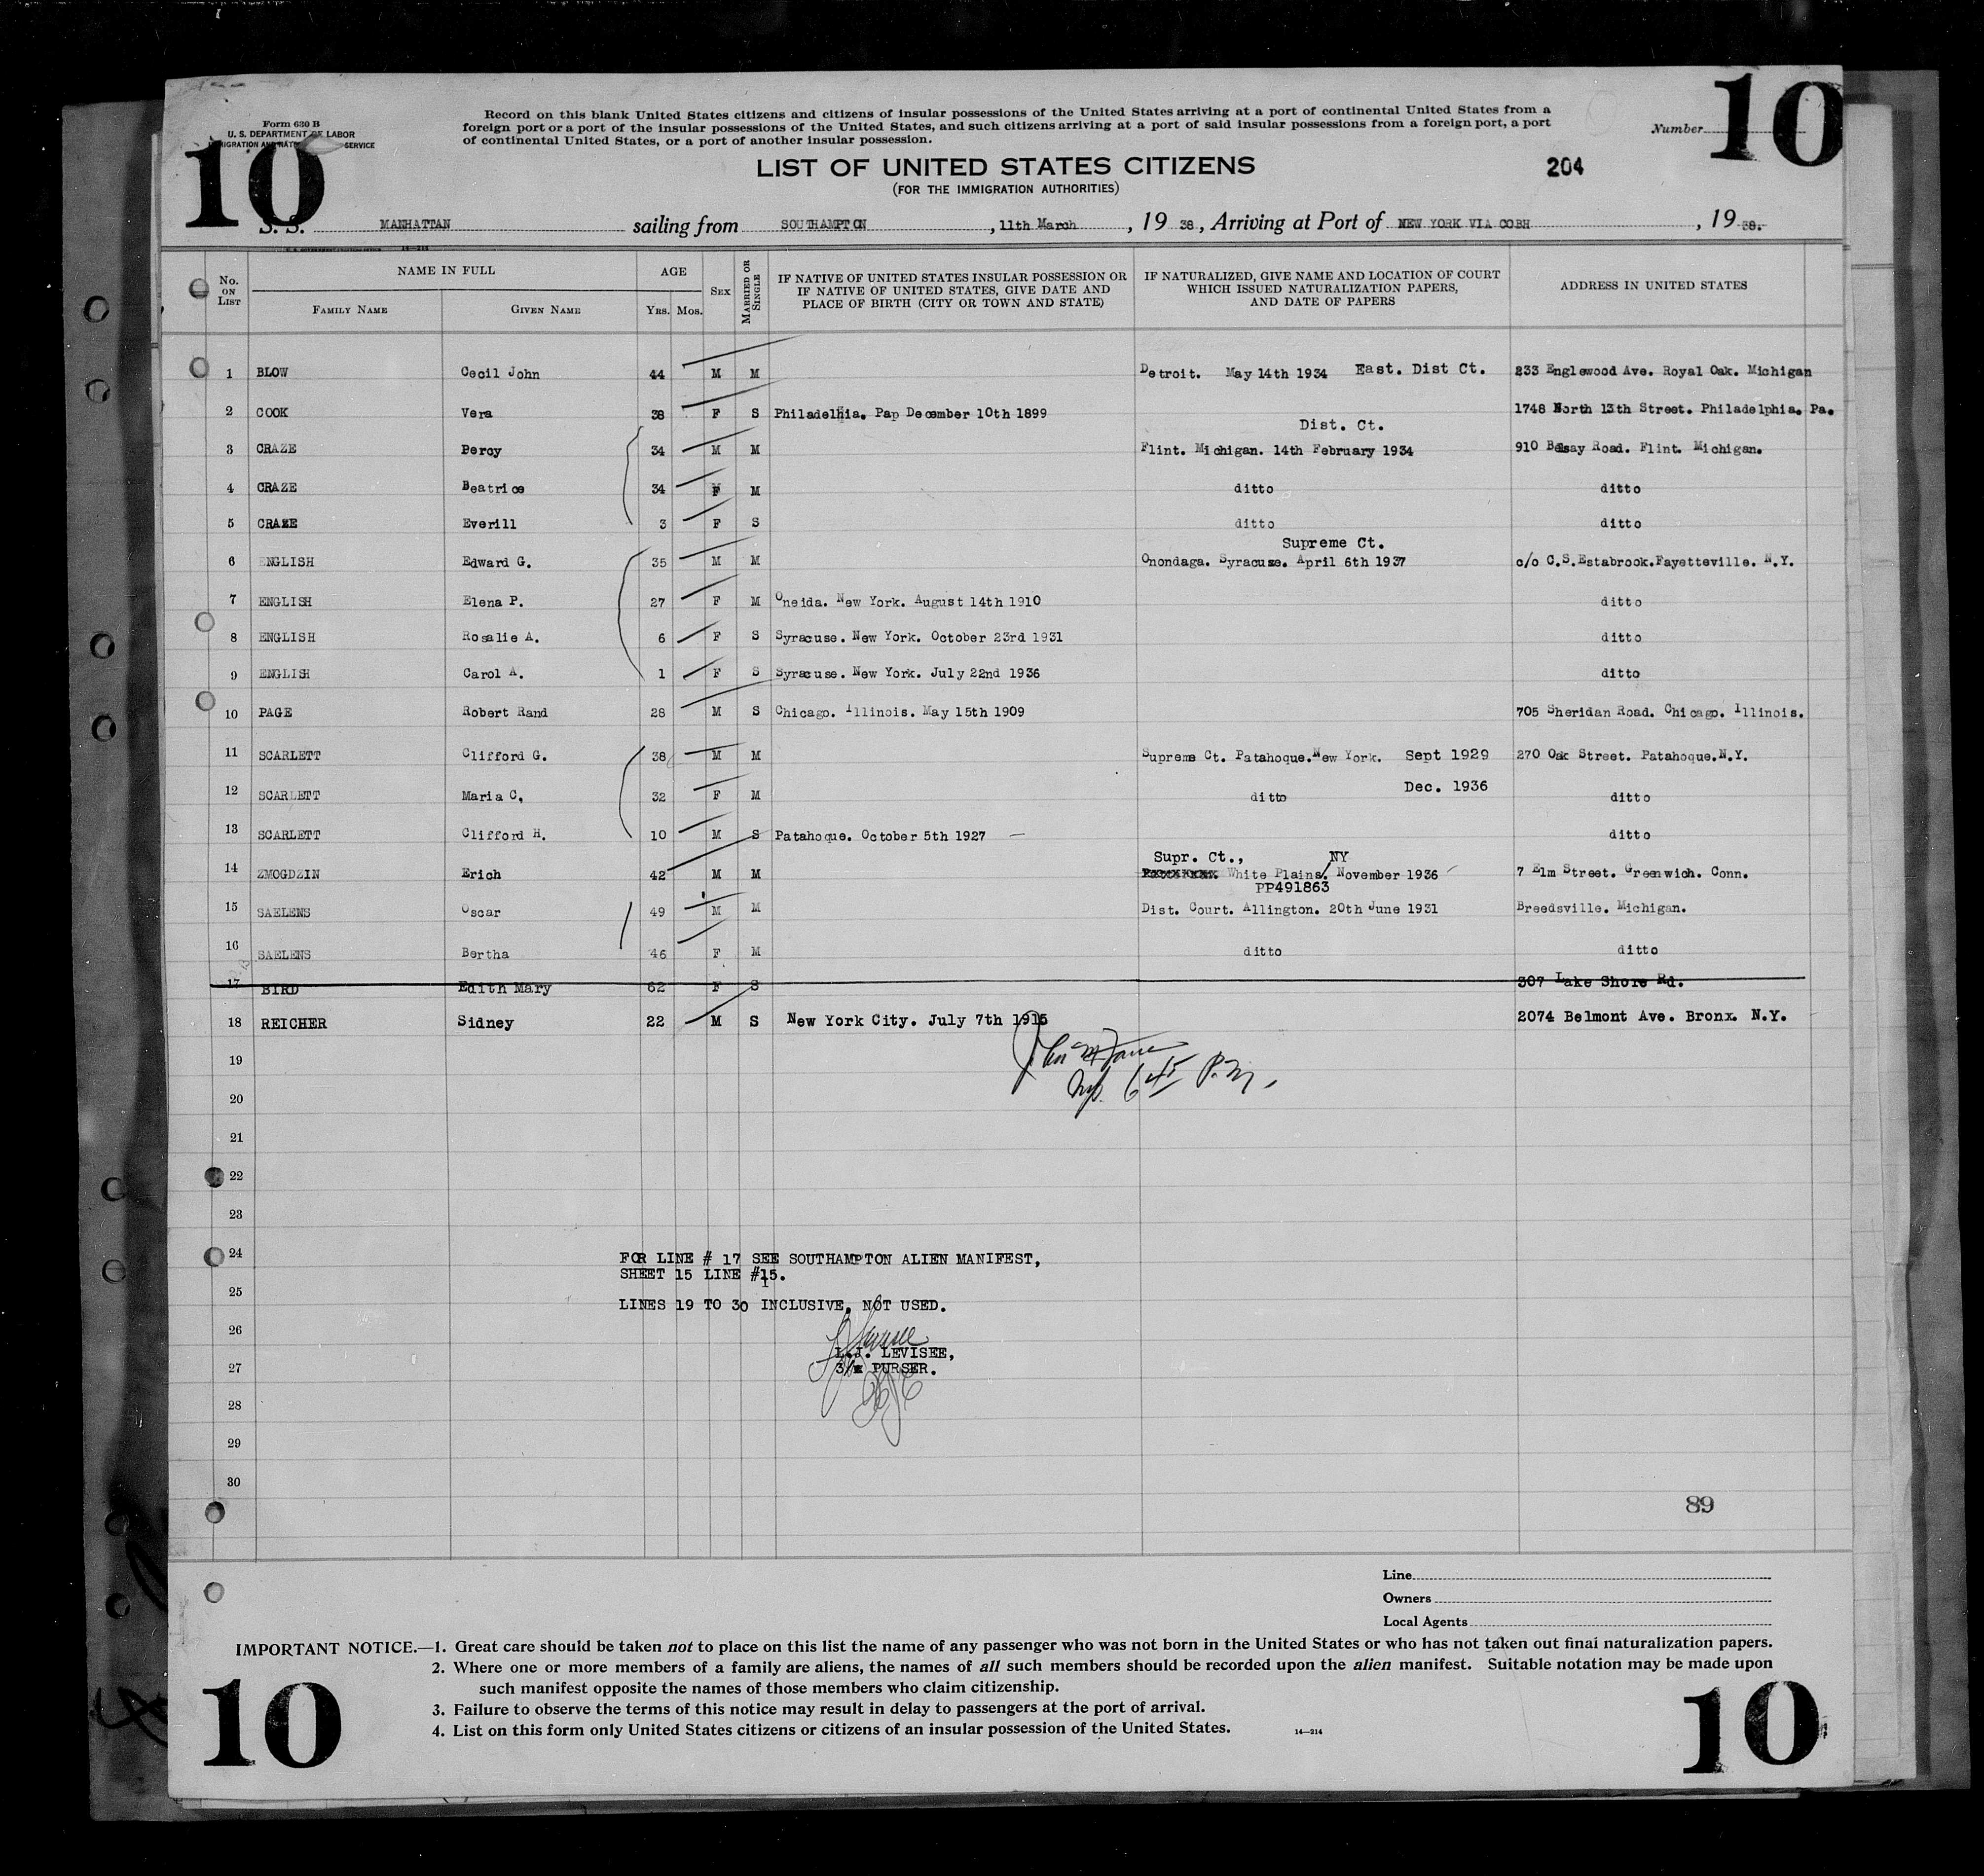 10
10
Form 630 B
U. S. DEPARTMENT OF LABOR
SERVICE
Record on this blank United States citizens and citizens of insular possessions of the United States arriving at a port of continental United States from a
foreign port or a port of the insular possessions of the United States, and such citizens arriving at a port of said insular possessions from a foreign port, a port
of continental United States, or a port of another insular possession.
Number
LIST OF UNITED STATES CITIZENS
204
(FOR THE IMMIGRATION AUTHORITIES)
S. S. MANHATTAN sailing from SOUTHAMPTON, 11th March, 19 38, Arriving at Port of NEW YORK VIA COBH, 19 38.
No. ON LIST
NAME IN FULL
FAMILY NAME
GIVEN NAME
AGE
YRS. MOS.
SEX
MARRIED OR SINGLE
IF NATIVE OF UNITED STATES INSULAR POSSESSION OR
IF NATIVE OF UNITED STATES, GIVE DATE AND
PLACE OF BIRTH (CITY OR TOWN AND STATE)
IF NATURALIZED, GIVE NAME AND LOCATION OF COURT
WHICH ISSUED NATURALIZATION PAPERS,
AND DATE OF PAPERS
ADDRESS IN UNITED STATES
1 BLOW Cecil John 44 M M Detroit. May 14th 1934 East. Dist Ct. 233 Englewood Ave. Royal Oak. Michigan
2 COOK Vera 38 F S Philadelhia. Pap December 10th 1899 1748 North 13th Street. Philadelphia. Pa.
Dist. Ct.
3 CRAZE Percy 34 M M Flint. Michigan. 14th February 1934 910 Belsay Road. Flint. Michigan.
4 CRAZE Beatrice 34 F M ditto ditto
5 CRAZE Everill 3 F S ditto ditto
Supreme Ct.
6 ENGLISH Edward G. 35 M M Onondaga. Syracuse. April 6th 1937 c/o C.S.Estabrook.Fayetteville. N.Y.
7 ENGLISH Elena P. 27 F M Oneida. New York. August 14th 1910 ditto
8 ENGLISH Rosalie A. 6 F S Syracuse. New York. October 23rd 1931 ditto
9 ENGLISH Carol A. 1 F S Syracuse. New York. July 22nd 1936 ditto
10 PAGE Robert Rand 28 M S Chicago. Illinois. May 15th 1909 705 Sheridan Road. Chicago. Illinois.
11 SCARLETT Clifford G. 38 M M Supreme Ct. Patahoque.New York. Sept 1929 270 Oak Street. Patahoque.N.Y.
12 SCARLETT Maria C, 32 F M ditto Dec. 1936 ditto
13 SCARLETT Clifford H. 10 M S Patahoque. October 5th 1927 — ditto
Supr. Ct., NY
14 ZMOGDZIN Erich 42 M M White Plains. November 1936 7 Elm Street. Greenwich. Conn.
PP491863
15 SAELENS Oscar 49 M M Dist. Court. Allington. 20th June 1931 Breedsville. Michigan.
16 SAELENS Bertha 46 F M ditto ditto
17 BIRD Edith Mary 62 F S 307 Lake Shore Rd.
18 REICHER Sidney 22 M S New York City. July 7th 1915 2074 Belmont Ave. Bronx. N.Y.
19
20
6 45 P.M.
21
22
23
24
FOR LINE # 17 SEE SOUTHAMPTON ALIEN MANIFEST,
SHEET 15 LINE #15.
25
LINES 19 TO 30 INCLUSIVE, NOT USED.
26
L.J. LEVISEE,
27
3/x PURSER.
28
29
30
89
Line
Owners
Local Agents
IMPORTANT NOTICE.—1. Great care should be taken not to place on this list the name of any passenger who was not born in the United States or who has not taken out final naturalization papers.
2. Where one or more members of a family are aliens, the names of all such members should be recorded upon the alien manifest. Suitable notation may be made upon
such manifest opposite the names of those members who claim citizenship.
3. Failure to observe the terms of this notice may result in delay to passengers at the port of arrival.
4. List on this form only United States citizens or citizens of an insular possession of the United States.
14—214
10
10